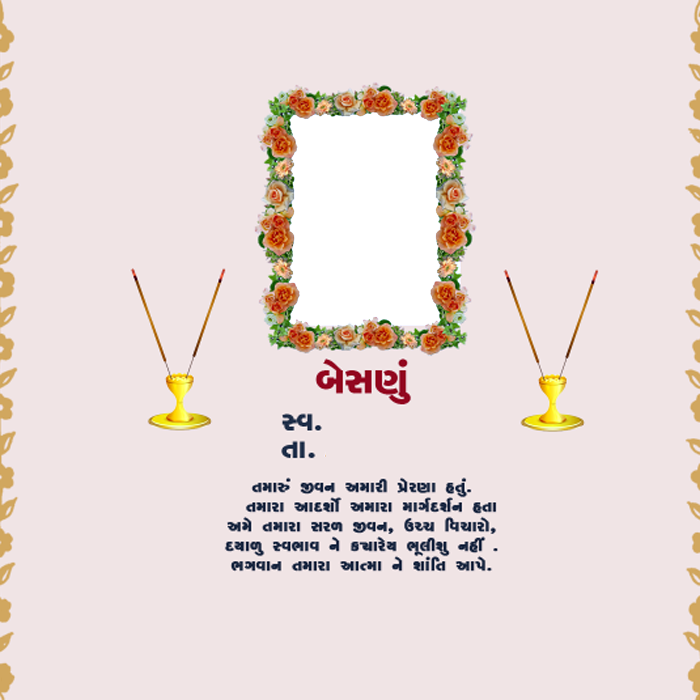 બેસણું
સ્વ.
તા.
તમારું જીવન અમારી પ્રેરણા હતું.
તમારા આદર્શો અમારા માર્ગદર્શન હતા
અમે તમારા સરળ જીવન, ઉચ્ચ વિચારો,
દયાળુ સ્વભાવ ને કયારેય ભૂલીશુ નહીં .
ભગવાન તમારા આત્મા ને શાંતિ આપે.